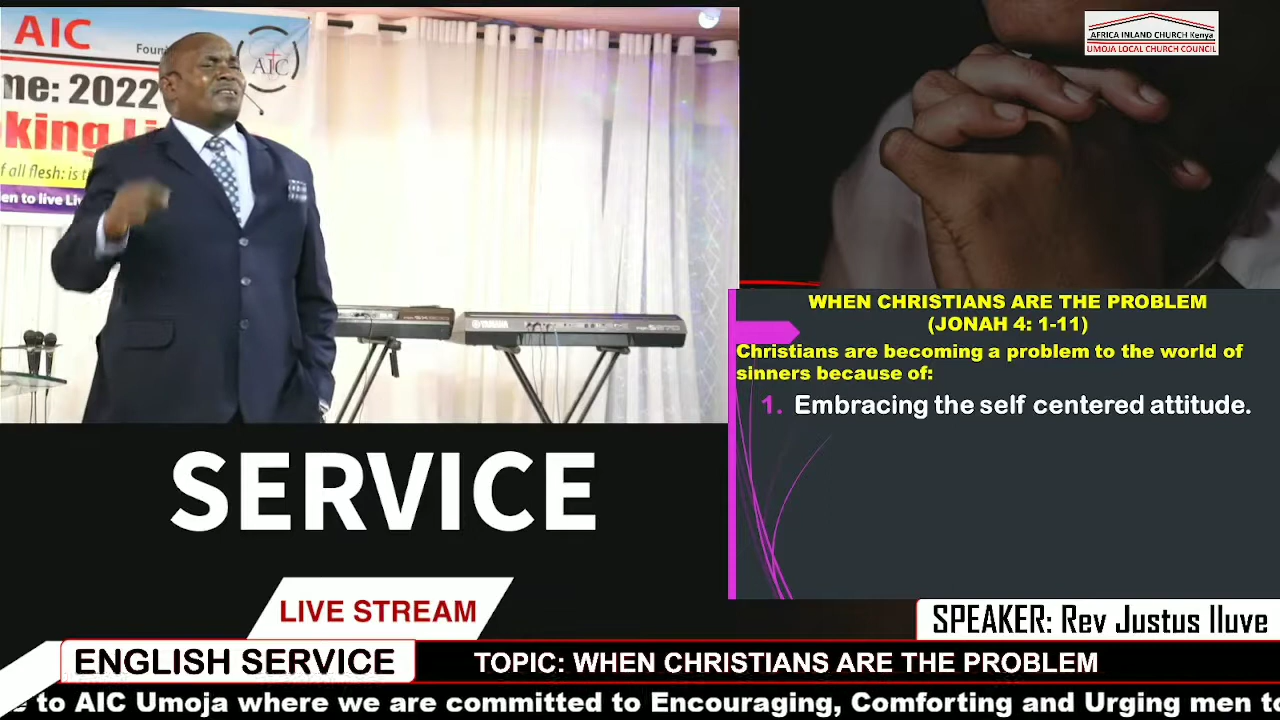 AIC
Foun
AIC
me: 2022
king Li
f all flesh: is t
en to live Liv
YAMAHA
AFRICA INLAND CHURCH Kenya
UMOJA LOCAL CHURCH COUNCIL
WHEN CHRISTIANS ARE THE PROBLEM
(JONAH 4: 1-11)
Christians are becoming a problem to the world of
sinners because of:
1. Embracing the self centered attitude.
SERVICE
LIVE STREAM
SPEAKER: Rev Justus Iluve
ENGLISH SERVICE
TOPIC: WHEN CHRISTIANS ARE THE PROBLEM
e to AIC Umoja where we are committed to Encouraging, Comforting and Urging men to